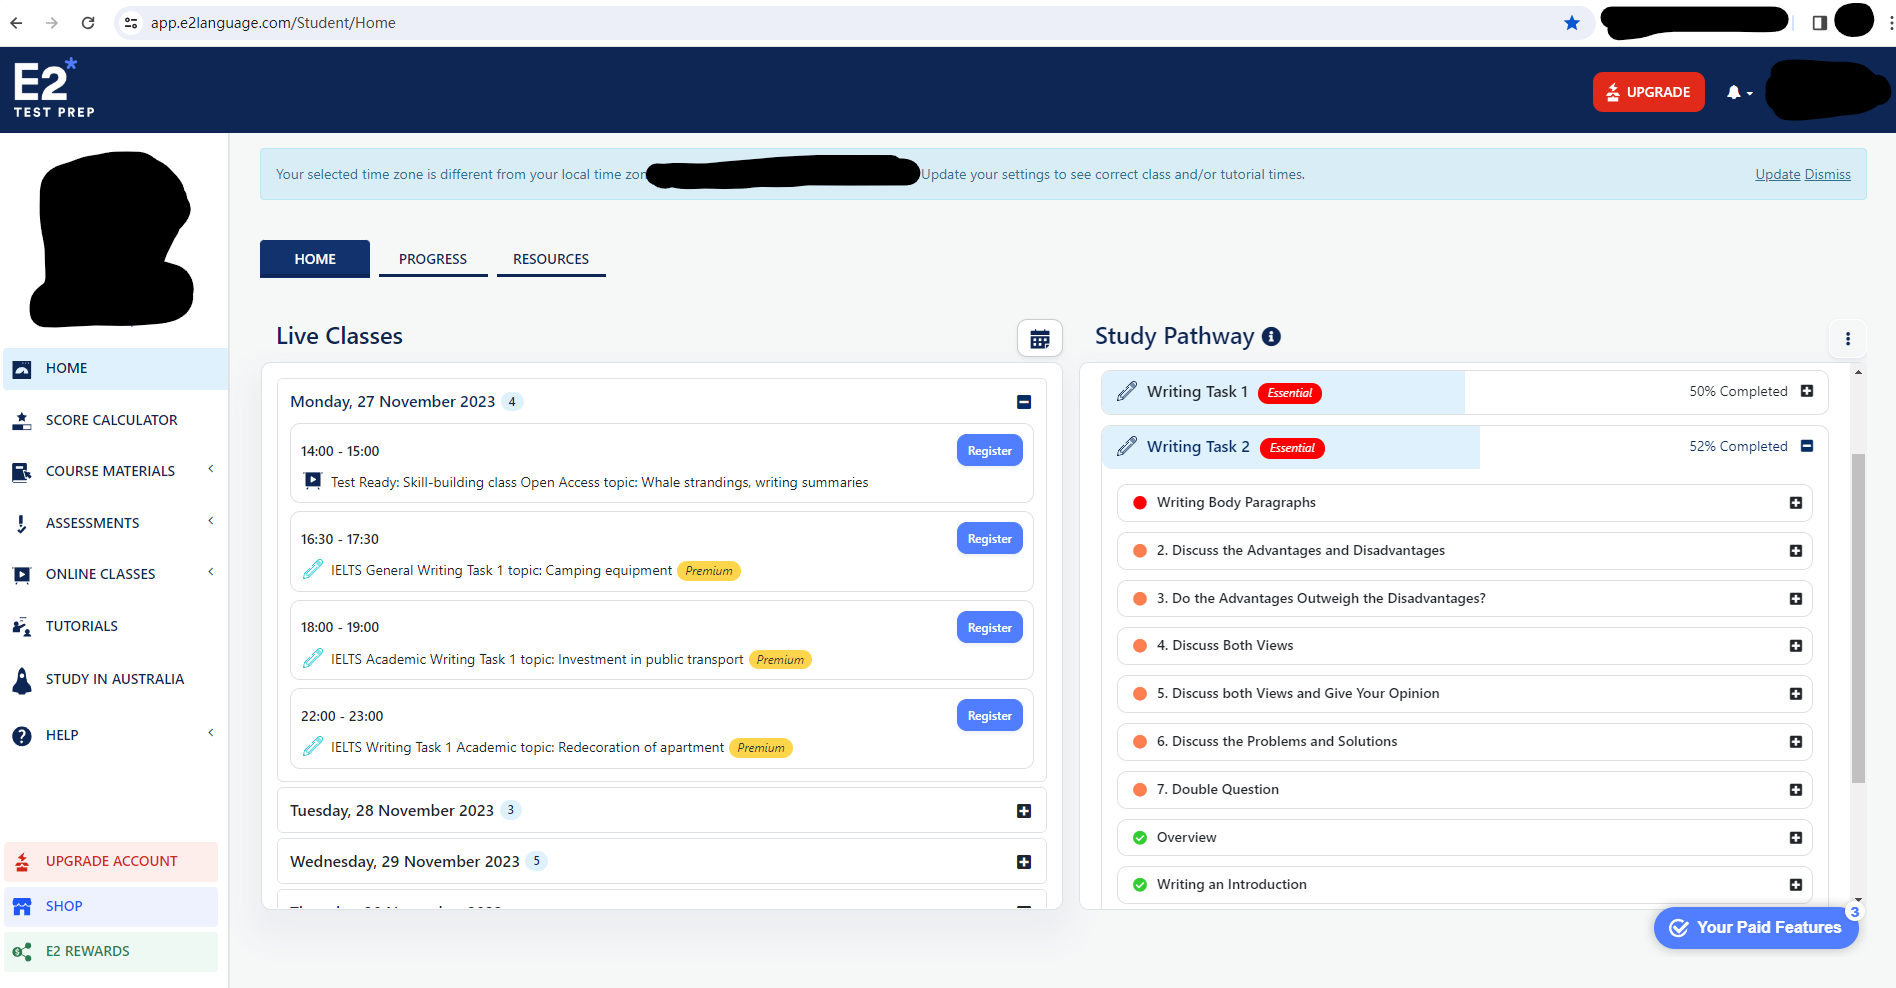 app.e2language.com/Student/Home
E2*
TEST PREP
UPGRADE
Your selected time zone is different from your local time Update your settings to see correct class and/or tutorial times.
Update Dismiss
HOME
PROGRESS
RESOURCES
HOME
SCORE CALCULATOR
COURSE MATERIALS
ASSESSMENTS
ONLINE CLASSES
TUTORIALS
STUDY IN AUSTRALIA
HELP
UPGRADE ACCOUNT
SHOP
E2 REWARDS
Live Classes
Monday, 27 November 2023 4
14:00 - 15:00
Register
Test Ready: Skill-building class Open Access topic: Whale strandings, writing summaries
16:30 - 17:30
Register
IELTS General Writing Task 1 topic: Camping equipment Premium
18:00 - 19:00
Register
IELTS Academic Writing Task 1 topic: Investment in public transport Premium
22:00 - 23:00
Register
IELTS Writing Task 1 Academic topic: Redecoration of apartment Premium
Tuesday, 28 November 2023 3
Wednesday, 29 November 2023 5
Study Pathway
Writing Task 1 Essential 50% Completed
Writing Task 2 Essential 52% Completed
Writing Body Paragraphs
2. Discuss the Advantages and Disadvantages
3. Do the Advantages Outweigh the Disadvantages?
4. Discuss Both Views
5. Discuss both Views and Give Your Opinion
6. Discuss the Problems and Solutions
7. Double Question
Overview
Writing an Introduction
Your Paid Features
3